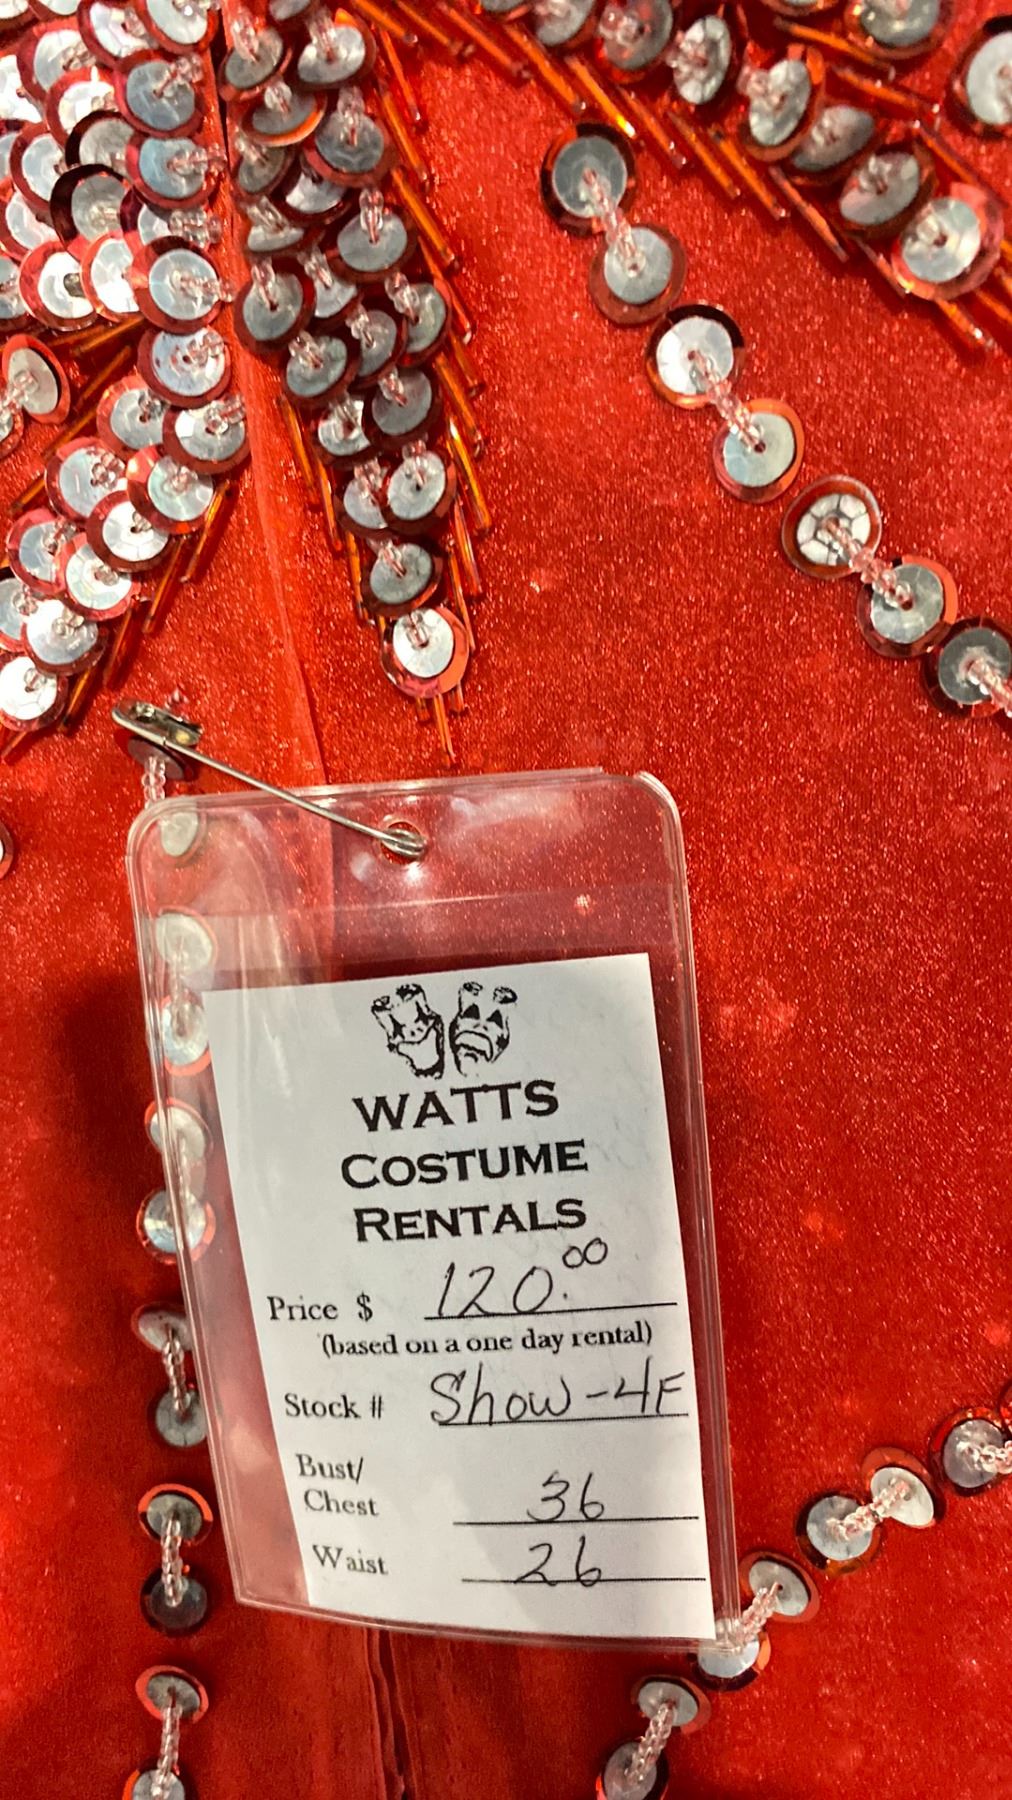 WATTS
COSTUME
RENTALS
Price $ 120.00
(based on a one day rental)
Stock # Show-4F
Bust/
Chest 36
Waist 26